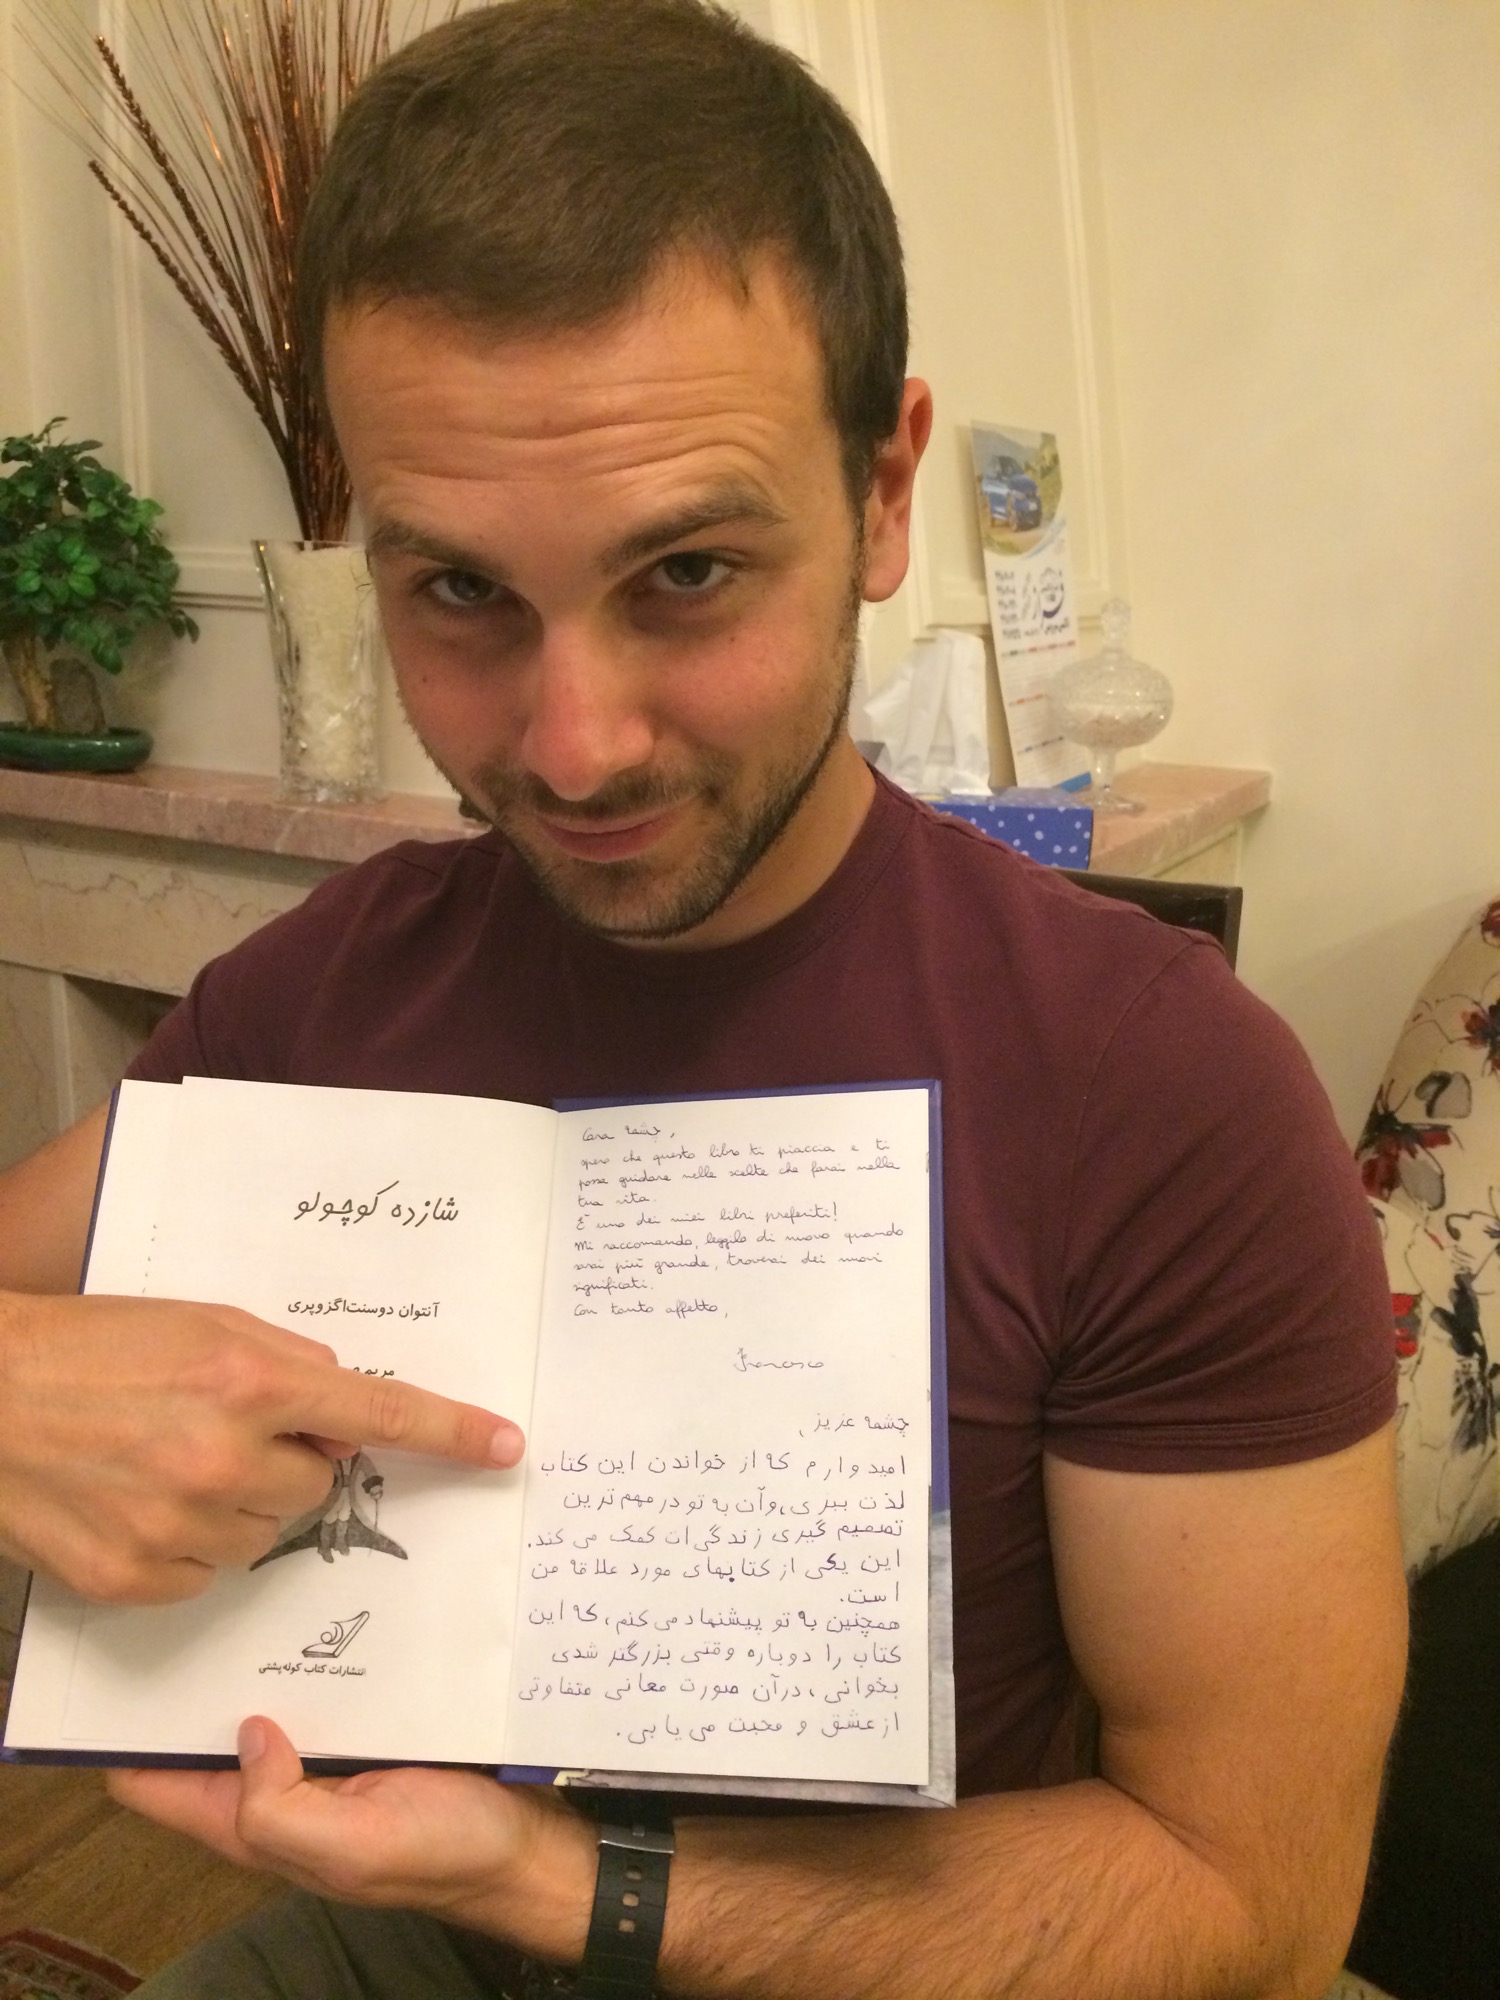 شازده کوچولو
آنتوان دوسنت‌اگزوپری
مریم
انتشارات کتاب کوله‌پشتی
Cara چشمه,
spero che questo libro ti piaccia e ti
possa guidare nelle scelte che farai nella
tua vita.
È uno dei miei libri preferiti!
Mi raccomando, leggilo di nuovo quando
sarai più grande, troverai dei nuovi
significati.
Con tanto affetto,
Francesco
چشمه عزیز,
امیدوارم که از خواندن این کتاب
لذت ببری، وآن به تو در مهم ترین
تصمیم گیری زندگی ات کمک می کند.
این یکی از کتابهای مورد علاقه من
است.
همچنین به تو پیشنهاد می کنم، که این
کتاب را دوباره وقتی بزرگتر شدی
بخوانی، درآن صورت معانی متفاوتی
از عشق و محبت می یابی.